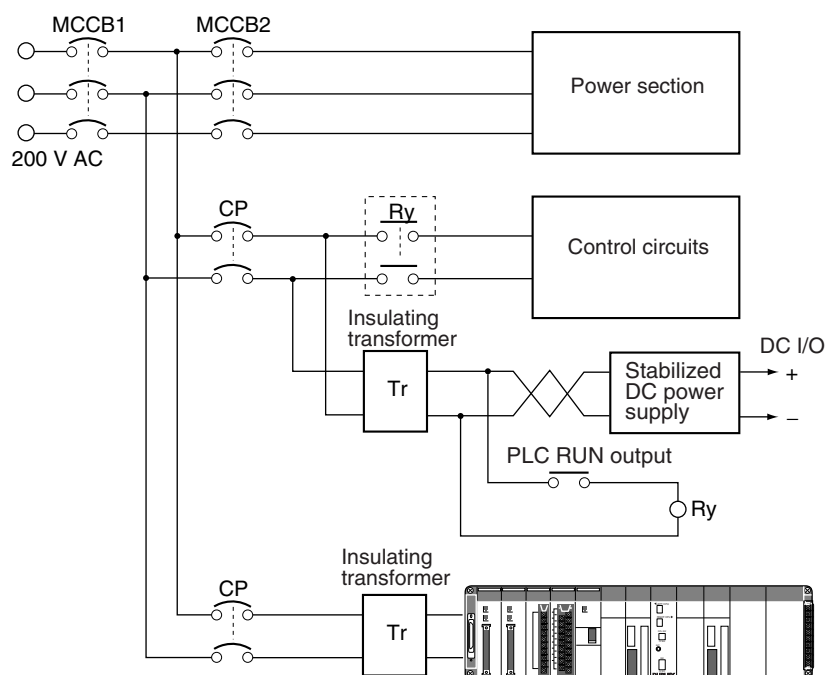 MCCB1
MCCB2
Power section
200 V AC
CP
Ry
Control circuits
Insulating
transformer
DC I/O
Tr
Stabilized
DC power
supply
+
−
PLC RUN output
Ry
Insulating
transformer
CP
Tr